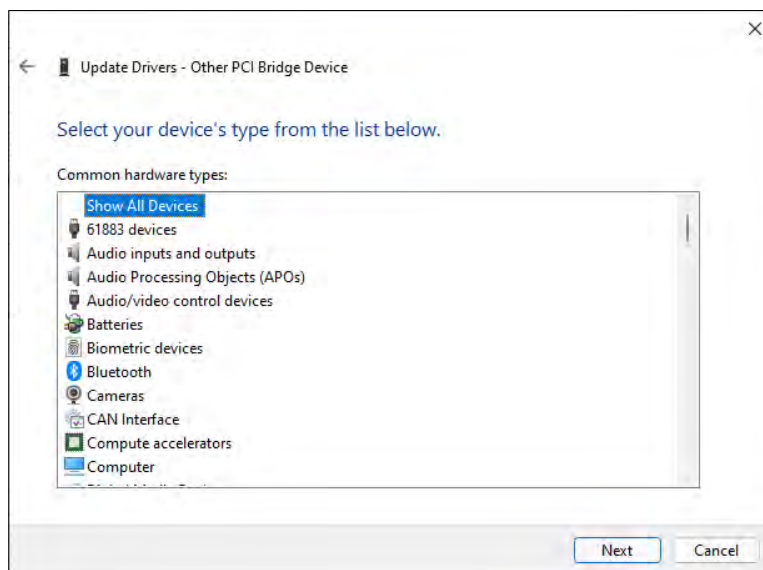 Update Drivers - Other PCI Bridge Device
Select your device's type from the list below.
Common hardware types:
Show All Devices
61883 devices
Audio inputs and outputs
Audio Processing Objects (APOs)
Audio/video control devices
Batteries
Biometric devices
Bluetooth
Cameras
CAN Interface
Compute accelerators
Computer
Next
Cancel